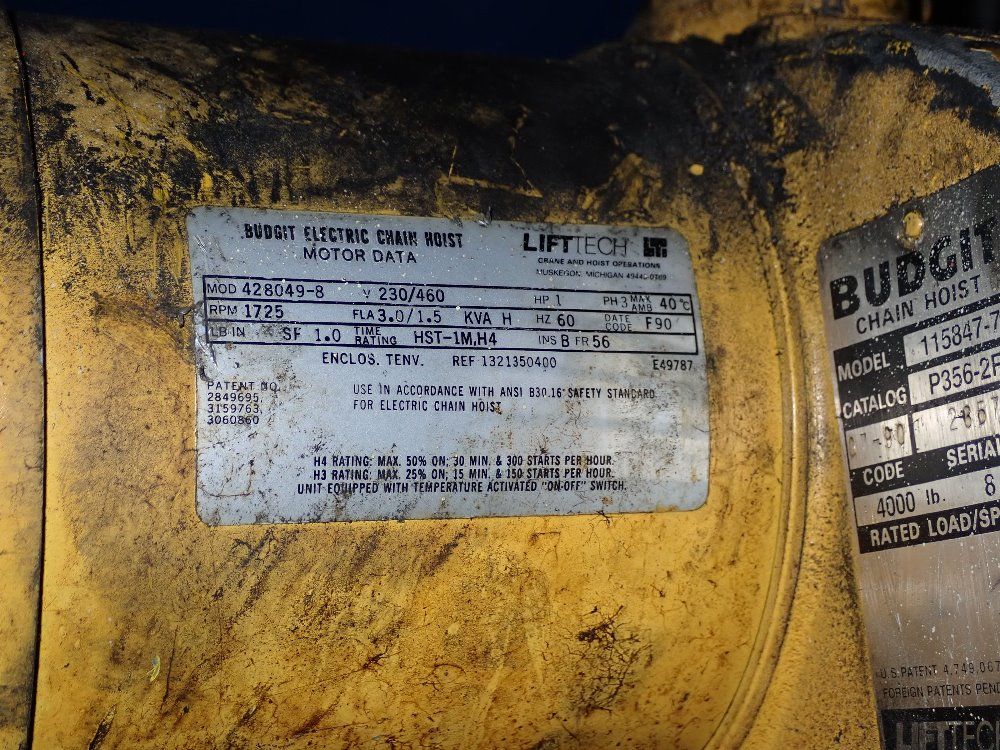 BUDGIT ELECTRIC CHAIN HOIST
MOTOR DATA
LIFTTECH
CRANE AND HOIST OPERATIONS
MUSKEGON, MICHIGAN
MOD 428049-8 V 230/460 HP 1 PH 3 MAX AMB 40°C
RPM 1725 FLA 3.0/1.5 KVA H HZ 60 DATE CODE F90
LB IN SF 1.0 TIME RATING HST-1M,H4 INS B FR 56
ENCLOS. TENV. REF 1321350400 E49787
PATENT NO.
2849695,
3159763,
3060860
USE IN ACCORDANCE WITH ANSI B30.16 SAFETY STANDARD
FOR ELECTRIC CHAIN HOIST
H4 RATING: MAX. 50% ON; 30 MIN. & 300 STARTS PER HOUR.
H3 RATING: MAX. 25% ON; 15 MIN. & 150 STARTS PER HOUR.
UNIT EQUIPPED WITH TEMPERATURE ACTIVATED "ON-OFF" SWITCH.
BUDGIT
CHAIN HOIST
MODEL 115847-7
CATALOG P356-2
CODE SERIAL
4000 lb. 8
RATED LOAD/SP
U.S. PATENT 4,749,067
FOREIGN PATENTS PEND
LIFTTECH